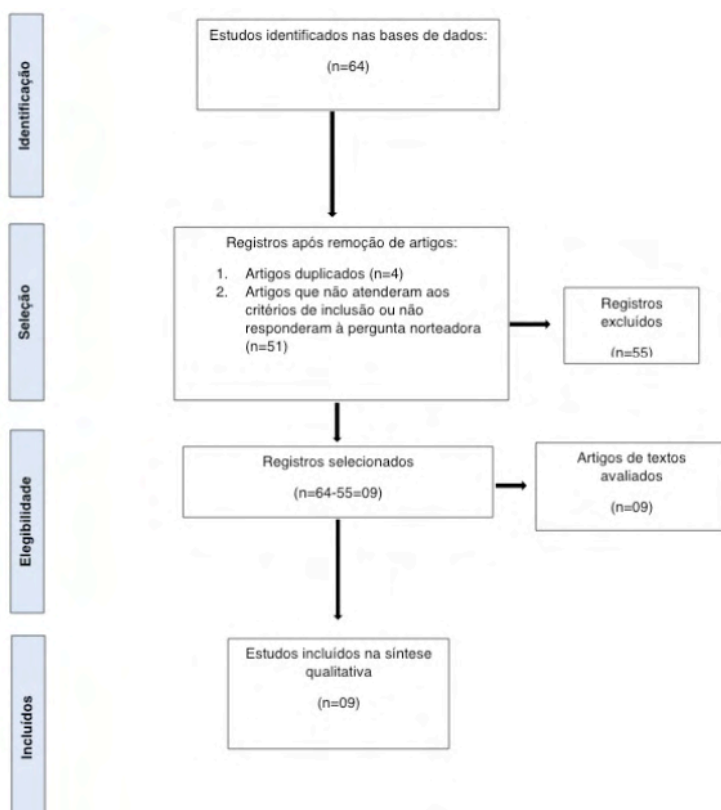 Identificação
Estudos identificados nas bases de dados:
(n=64)
Seleção
Registros após remoção de artigos:
1. Artigos duplicados (n=4)
2. Artigos que não atenderam aos
critérios de inclusão ou não
responderam à pergunta norteadora
(n=51)
Registros
excluídos
(n=55)
Elegibilidade
Registros selecionados
(n=64-55=09)
Artigos de textos
avaliados
(n=09)
Incluídos
Estudos incluídos na síntese
qualitativa
(n=09)